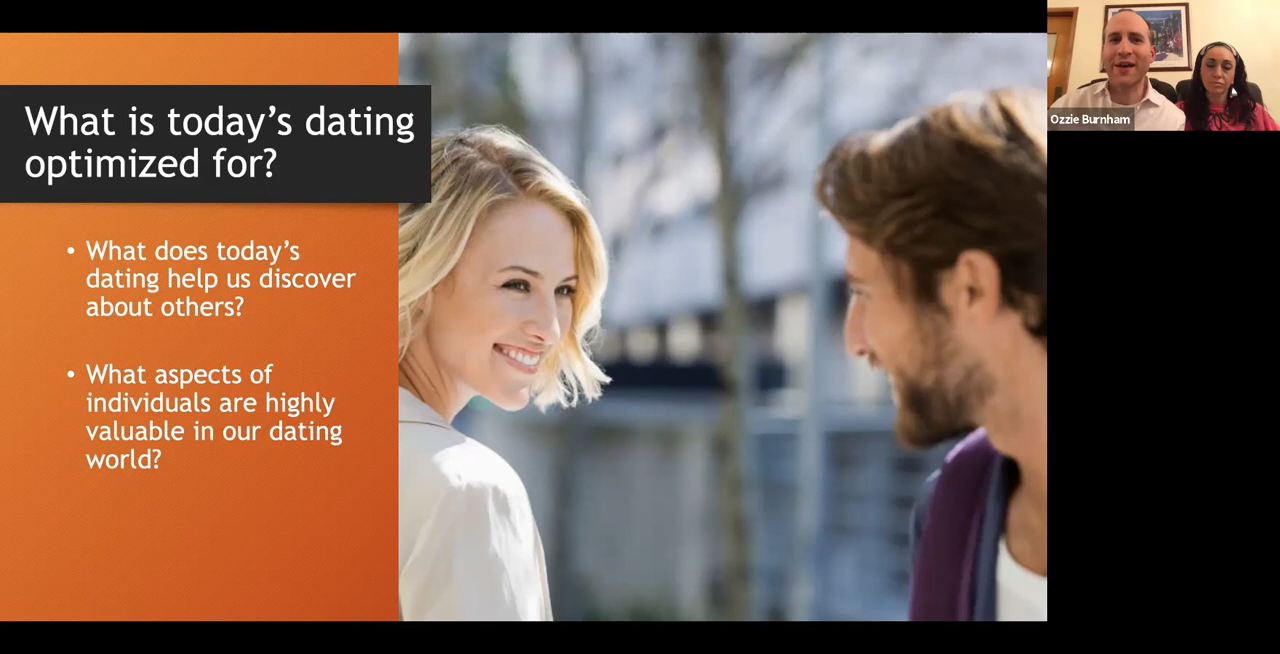 What is today’s dating
optimized for?
• What does today’s
dating help us discover
about others?
• What aspects of
individuals are highly
valuable in our dating
world?
Ozzie Burnham